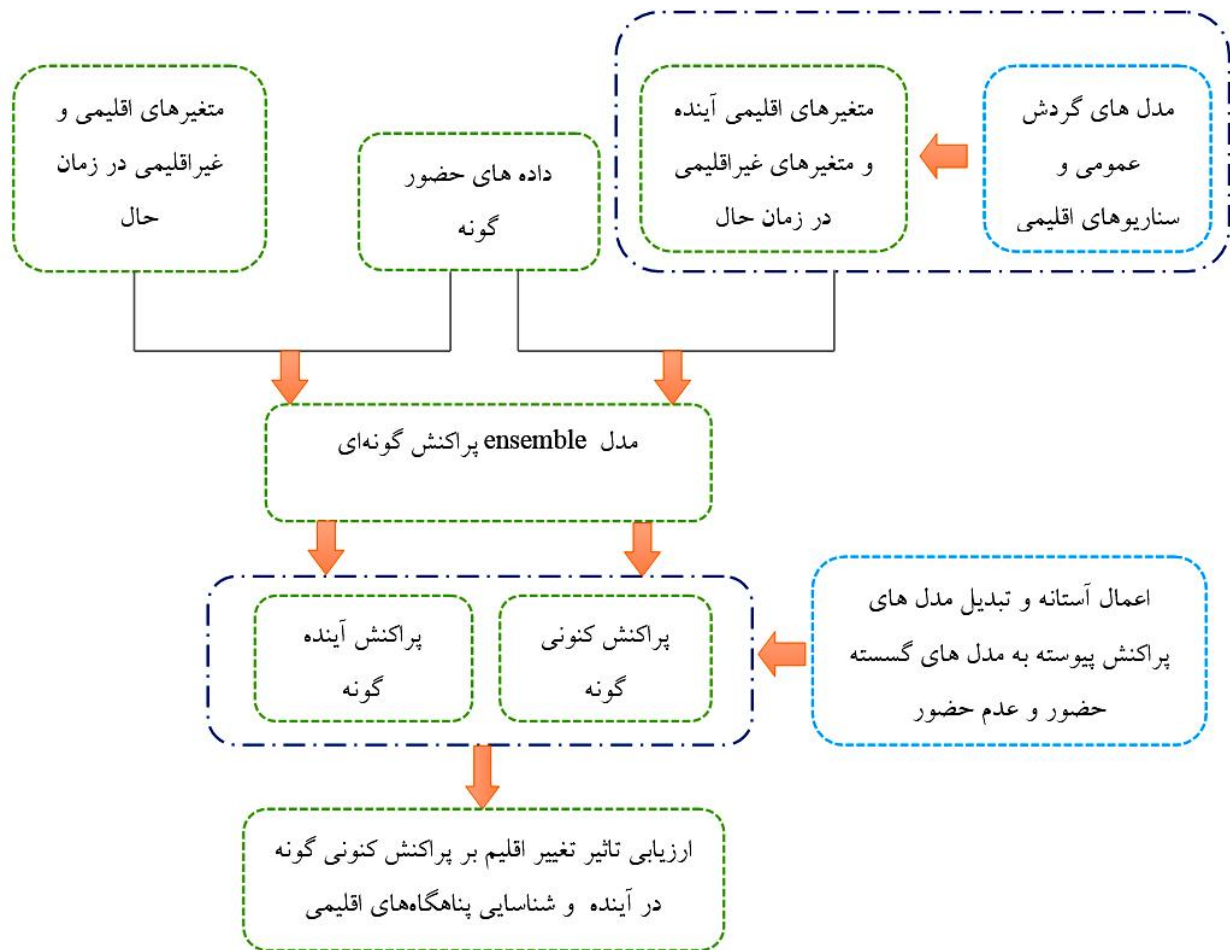 مدل های گردش
عمومی و
سناریوهای اقلیمی
متغیرهای اقلیمی آینده
و متغیرهای غیراقلیمی
در زمان حال
داده های حضور
گونه
متغیرهای اقلیمی و
غیراقلیمی در زمان
حال
مدل ensemble پراکنش گونه‌ای
پراکنش کنونی
گونه
پراکنش آینده
گونه
اعمال آستانه و تبدیل مدل های
پراکنش پیوسته به مدل های گسسته
حضور و عدم حضور
ارزیابی تاثیر تغییر اقلیم بر پراکنش کنونی گونه
در آینده و شناسایی پناهگاه‌های اقلیمی